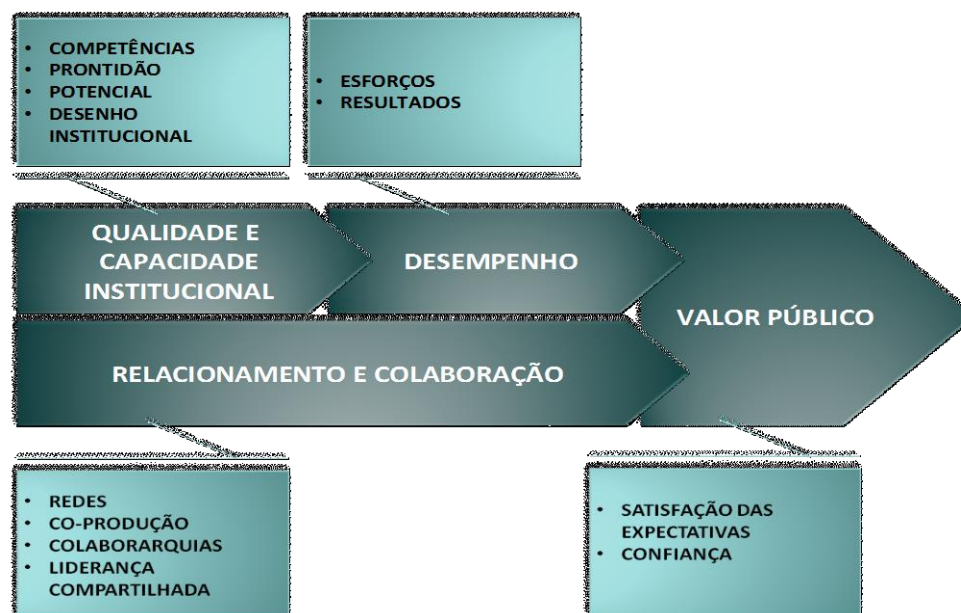 • COMPETÊNCIAS
• PRONTIDÃO
• POTENCIAL
• DESENHO
INSTITUCIONAL
• ESFORÇOS
• RESULTADOS
QUALIDADE E
CAPACIDADE
INSTITUCIONAL
DESEMPENHO
VALOR PÚBLICO
RELACIONAMENTO E COLABORAÇÃO
• REDES
• CO-PRODUÇÃO
• COLABORARQUIAS
• LIDERANÇA
COMPARTILHADA
• SATISFAÇÃO DAS
EXPECTATIVAS
• CONFIANÇA